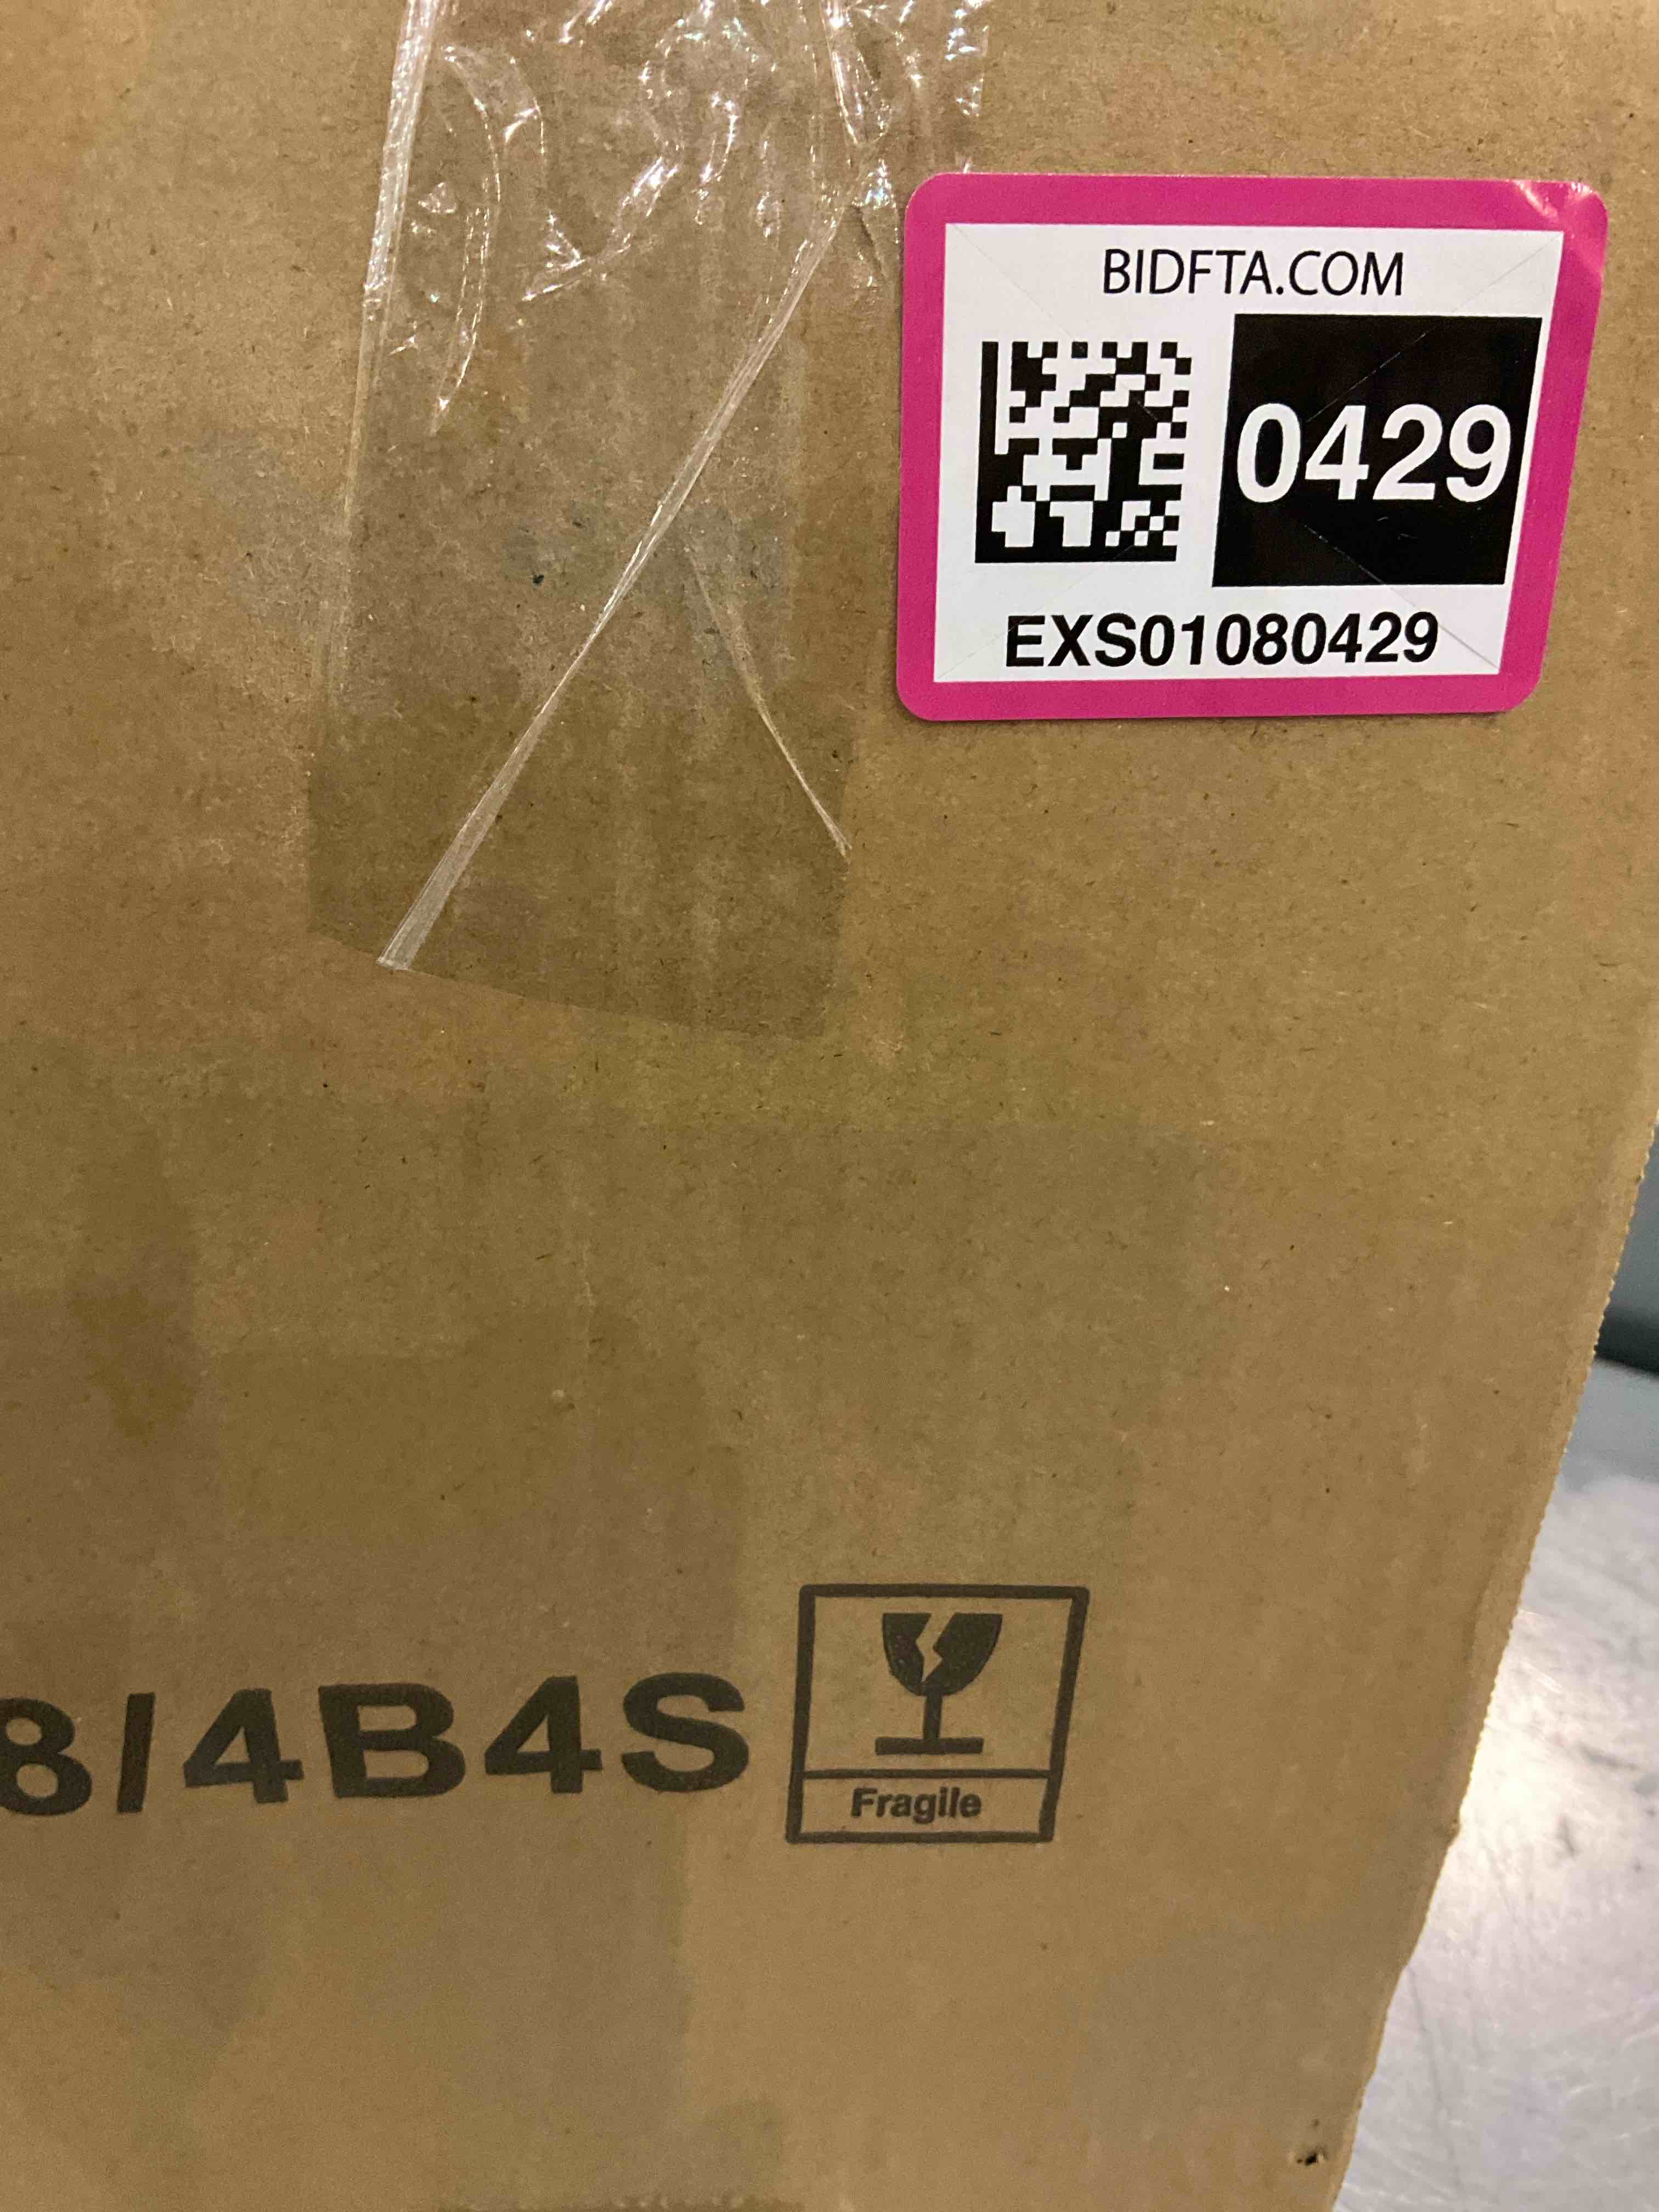 BIDFTA.COM
0429
EXS01080429
8/4B4S
Fragile